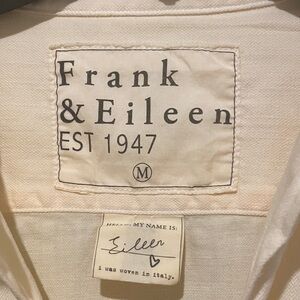 Frank
& Eileen
EST 1947
M
MY NAME IS:
Eileen
i was woven in italy.